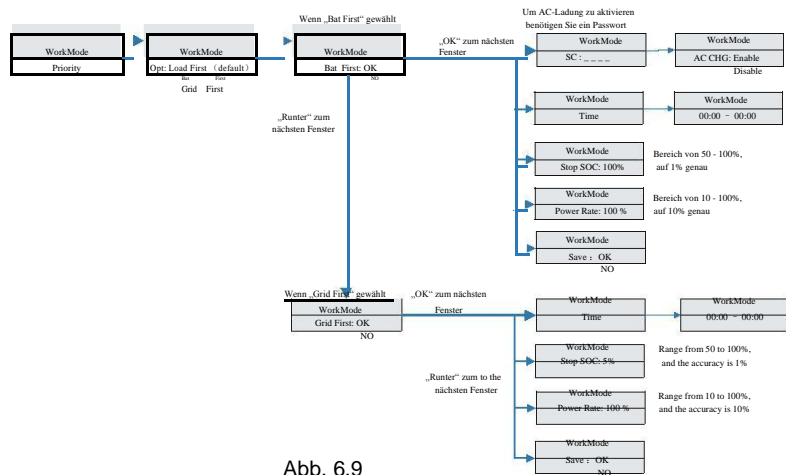 Wenn „Bat First“ gewählt
Um AC-Ladung zu aktivieren
benötigen Sie ein Passwort
WorkMode
Priority
WorkMode
Opt: Load First （default）
Bat First
Grid First
WorkMode
Bat First: OK
NO
„OK“ zum nächsten
Fenster
WorkMode
SC : _ _ _ _
WorkMode
AC CHG: Enable
Disable
„Runter“ zum
nächsten Fenster
WorkMode
Time
WorkMode
00:00 - 00:00
WorkMode
Stop SOC: 100%
Bereich von 50 - 100%,
auf 1% genau
WorkMode
Power Rate: 100 %
Bereich von 10 - 100%,
auf 10% genau
WorkMode
Save : OK
NO
Wenn „Grid First“ gewählt
WorkMode
Grid First: OK
NO
„OK“ zum nächsten
Fenster
WorkMode
Time
WorkMode
00:00 - 00:00
WorkMode
Stop SOC: 5%
Range from 50 to 100%,
and the accuracy is 1%
„Runter“ zum to the
nächsten Fenster
WorkMode
Power Rate: 100 %
Range from 10 to 100%,
and the accuracy is 10%
WorkMode
Save : OK
NO
Abb. 6.9